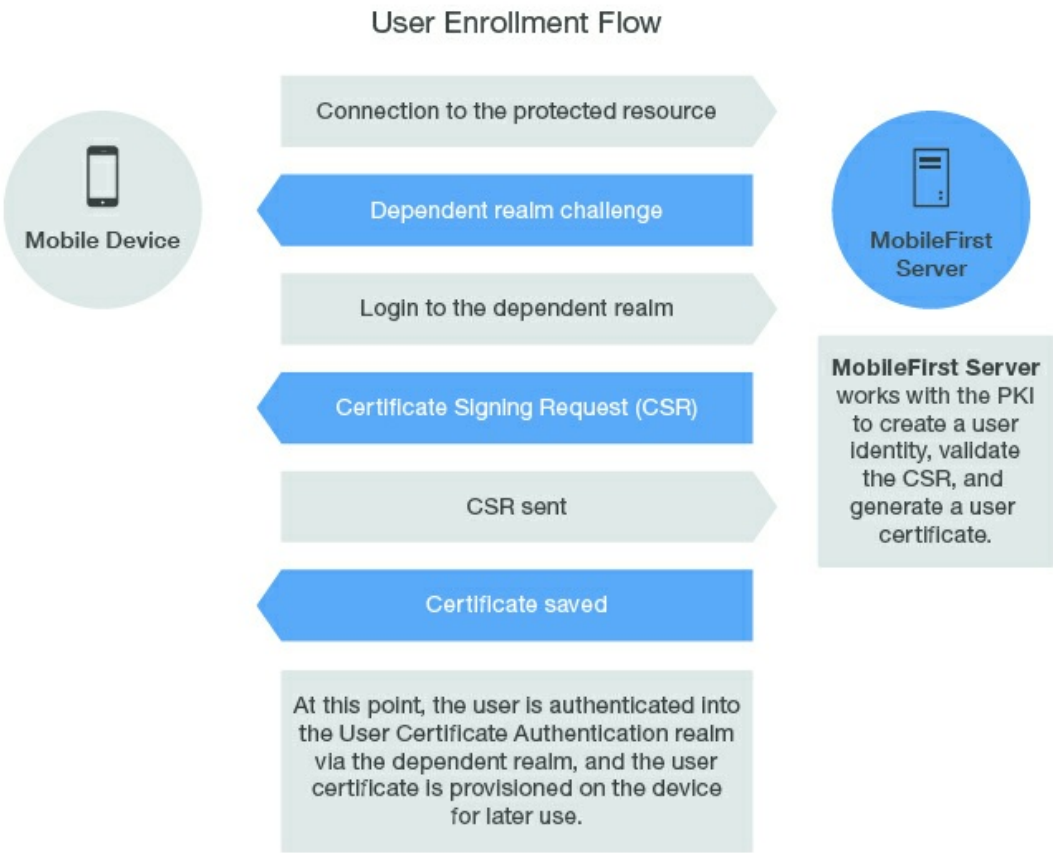 User Enrollment Flow
Connection to the protected resource
Mobile Device
Dependent realm challenge
MobileFirst
Server
Login to the dependent realm
Certificate Signing Request (CSR)
MobileFirst Server
works with the PKI
to create a user
identity, validate
the CSR, and
generate a user
certificate.
CSR sent
Certificate saved
At this point, the user is authenticated into
the User Certificate Authentication realm
via the dependent realm, and the user
certificate is provisioned on the device
for later use.